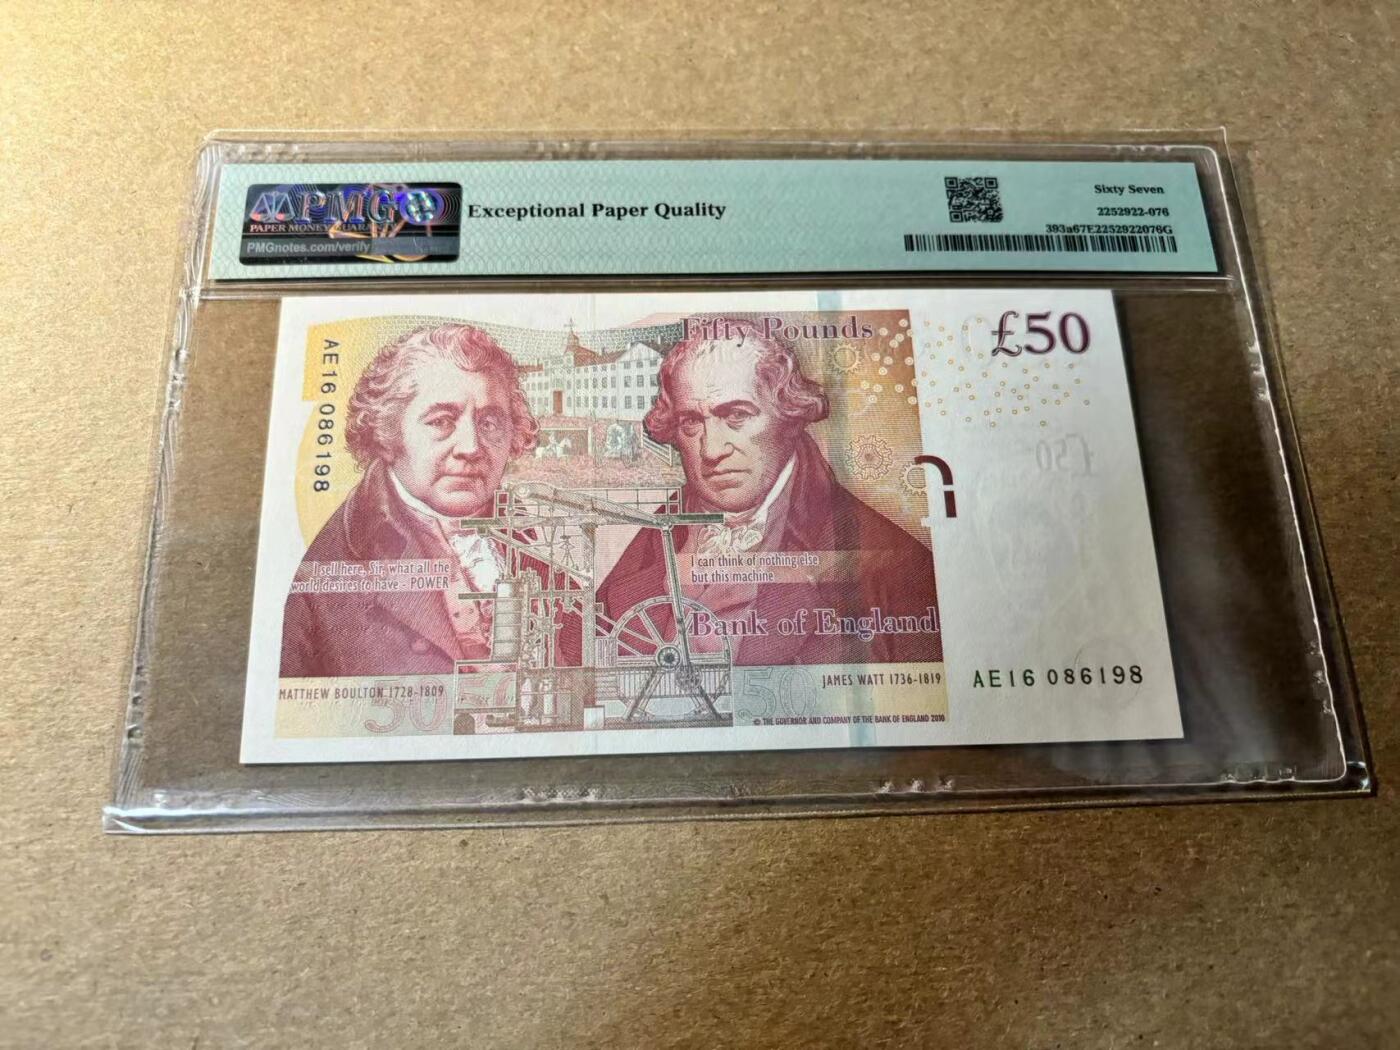 PMG
PAPER MONEY GUARANTY
PMGnotes.com/verify
Exceptional Paper Quality
Sixty Seven
2252922-076
393a67E2252922076G
AE16 086198
Fifty Pounds
£50
£50
I sell here, Sir, what all the
world desires to have - POWER
I can think of nothing else
but this machine
Bank of England
MATTHEW BOULTON 1728-1809
50
50
JAMES WATT 1736-1819
© THE GOVERNOR AND COMPANY OF THE BANK OF ENGLAND 2010
AE16 086198